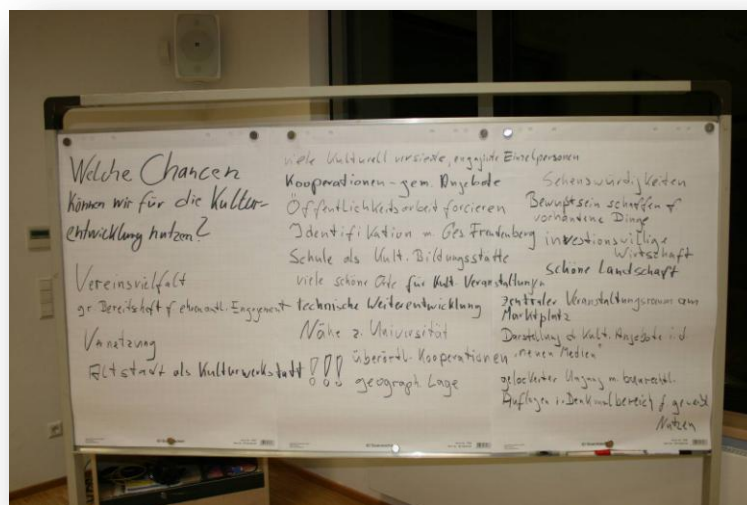 Welche Chancen
können wir für die Kultur-
entwicklung nutzen?
Vereinsvielfalt
gr. Bereitschaft f. ehrenamtl. Engagement
Vernetzung
Altstadt als Kulturwerkstatt !!!
viele kulturell versierte, engagierte Einzelpersonen
Kooperationen - gem. Angebote
Öffentlichkeitsarbeit forcieren
Identifikation m. Ges. Freudenberg
Schule als kult. Bildungsstätte
viele schöne Orte für kult. Veranstaltungen
technische Weiterentwicklung
Nähe z. Universität
überörtl. Kooperationen
geograph. Lage
Sehenswürdigkeiten
Bewußtsein schaffen f.
vorhandene Dinge
investionswillige
Wirtschaft
schöne Landschaft
zentraler Veranstaltungsraum am
Marktplatz
Darstellung d. kult. Angebote i. d.
"neuen Medien"
gelockerter Umgang m. baurechtl.
Auflagen i. Denkmalbereich f. gewerbl.
Nutzen